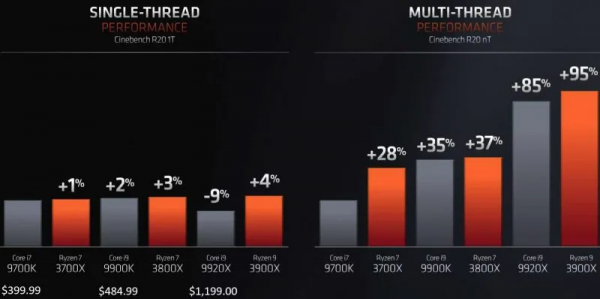 SINGLE-THREAD
PERFORMANCE
Cinebench R20 1T
+1%
+2%
+3%
-9%
+4%
Core i7 Ryzen 7 Core i9 Ryzen 7 Core i9 Ryzen 9
9700K 3700X 9900K 3800X 9920X 3900X
$399.99 $484.99 $1,199.00
MULTI-THREAD
PERFORMANCE
Cinebench R20 nT
+28%
+35%
+37%
+85%
+95%
Core i7 Ryzen 7 Core i9 Ryzen 7 Core i9 Ryzen 9
9700K 3700X 9900K 3800X 9920X 3900X